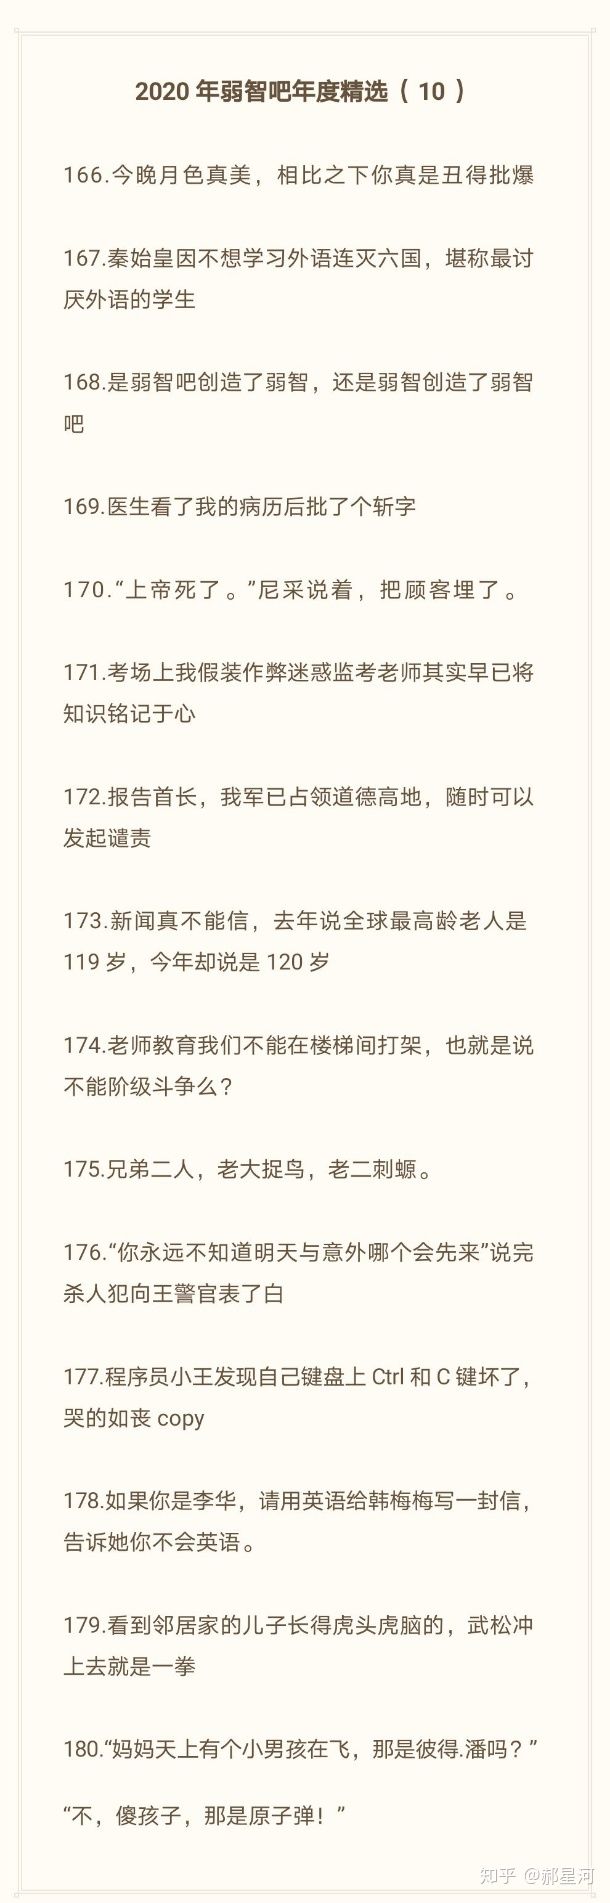 2020 年弱智吧年度精选（ 10 ）
166.今晚月色真美，相比之下你真是丑得批爆
167.秦始皇因不想学习外语连灭六国，堪称最讨
厌外语的学生
168.是弱智吧创造了弱智，还是弱智创造了弱智
吧
169.医生看了我的病历后批了个斩字
170.“上帝死了。”尼采说着，把顾客埋了。
171.考场上我假装作弊迷惑监考老师其实早已将
知识铭记于心
172.报告首长，我军已占领道德高地，随时可以
发起谴责
173.新闻真不能信，去年说全球最高龄老人是
119 岁，今年却说是 120 岁
174.老师教育我们不能在楼梯间打架，也就是说
不能阶级斗争么？
175.兄弟二人，老大捉鸟，老二刺螈。
176.“你永远不知道明天与意外哪个会先来”说完
杀人犯向王警官表了白
177.程序员小王发现自己键盘上 Ctrl 和 C 键坏了，
哭的如丧 copy
178.如果你是李华，请用英语给韩梅梅写一封信，
告诉她你不会英语。
179.看到邻居家的儿子长得虎头虎脑的，武松冲
上去就是一拳
180.“妈妈天上有个小男孩在飞，那是彼得.潘吗？”
“不，傻孩子，那是原子弹！”
知乎 @郝星河